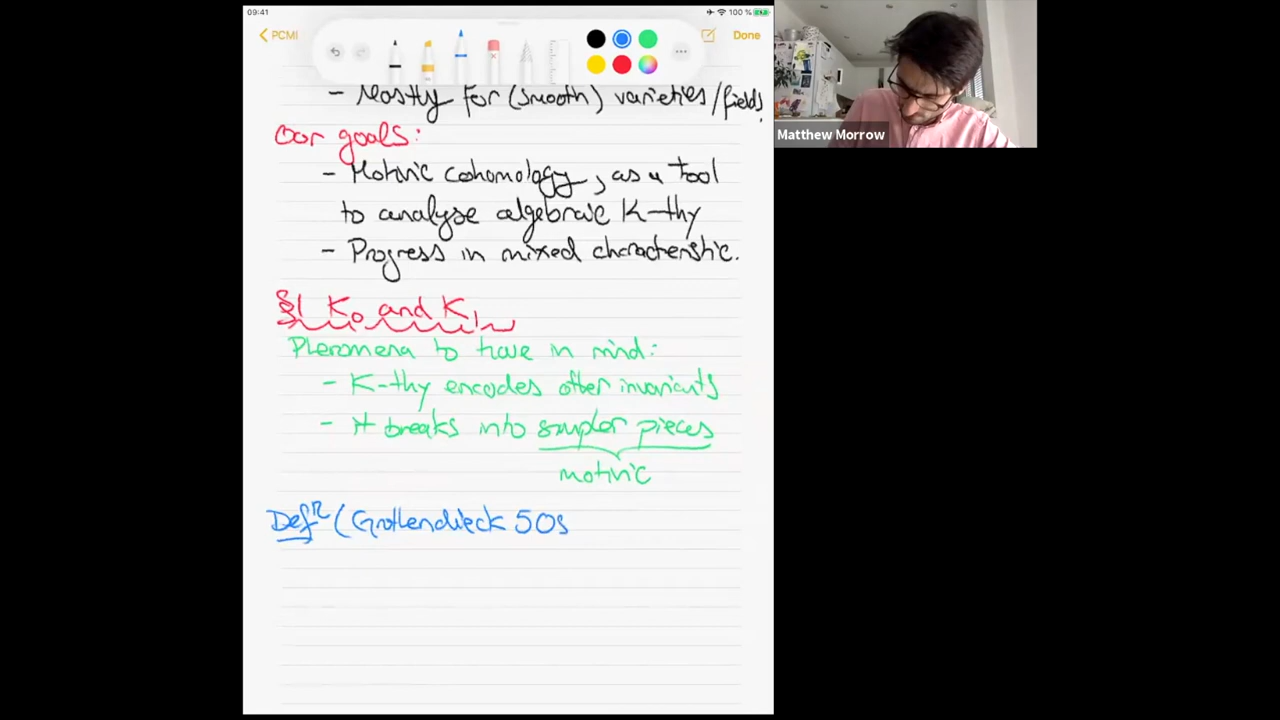 09:41
100 %
PCMI
Done
- Mostly for (smooth) varieties/fields.
Our goals:
- Motivic cohomology, as a tool
to analyse algebraic K-thy
- Progress in mixed characteristic.
§1 K₀ and K₁
Phenomena to have in mind:
- K-thy encodes other invariants
- It breaks into simpler pieces
motivic
Defⁿ (Grothendieck 50s
Matthew Morrow